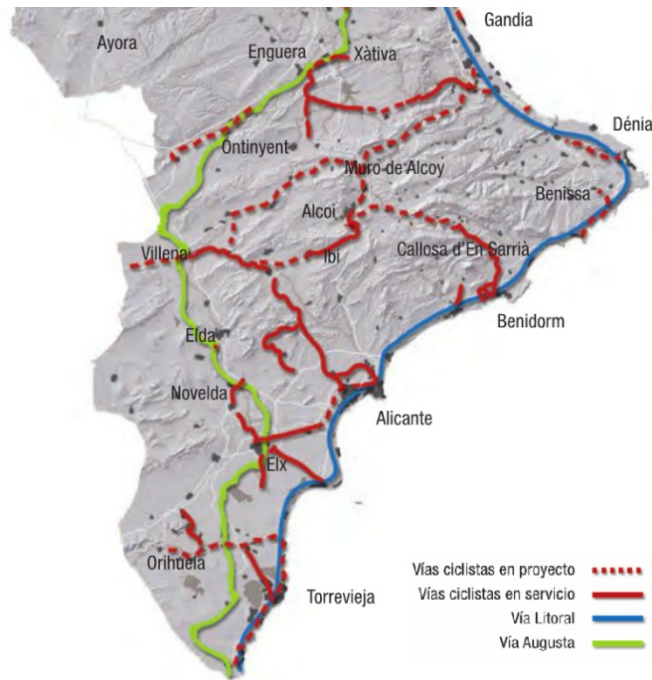 Gandia
Ayora
Enguera
Xàtiva
Dénia
Ontinyent
Muro de Alcoy
Benissa
Alcoi
Villena
Ibi
Callosa d'En Sarrià
Benidorm
Elda
Novelda
Alicante
Elx
Orihuela
Torrevieja
Vías ciclistas en proyecto
Vías ciclistas en servicio
Vía Litoral
Vía Augusta